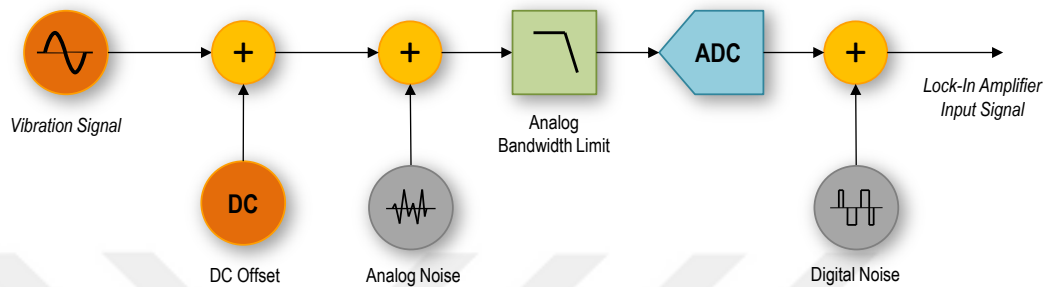 ADC
Vibration Signal
Lock-In Amplifier
Input Signal
Analog
Bandwidth Limit
DC
DC Offset
Analog Noise
Digital Noise